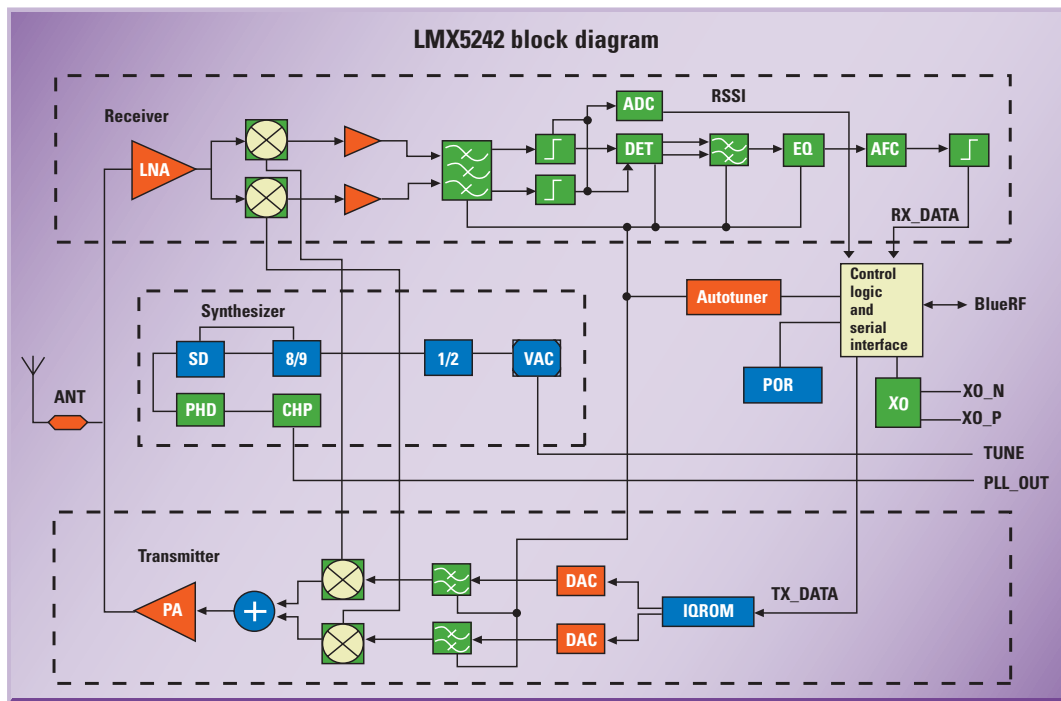 LMX5242 block diagram
Receiver
LNA
ADC
RSSI
DET
EQ
AFC
RX_DATA
Synthesizer
SD
8/9
1/2
VAC
PHD
CHP
Autotuner
Control
logic
and
serial
interface
BlueRF
POR
XO
XO_N
XO_P
ANT
TUNE
PLL_OUT
Transmitter
PA
+
DAC
DAC
IQROM
TX_DATA